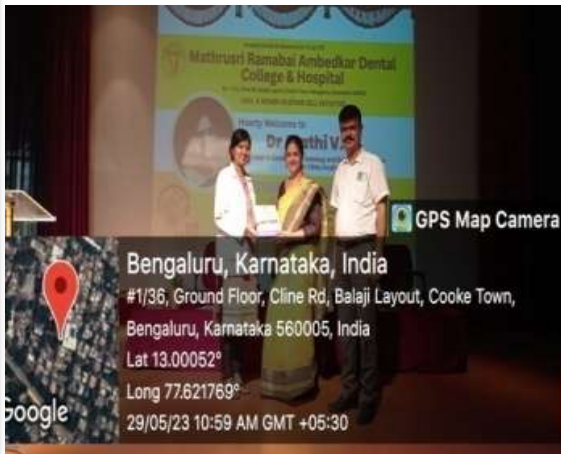 Mathrusri Ramabai Ambedkar Dental
College & Hospital
Hearty Welcome to
GPS Map Camera
Bengaluru, Karnataka, India
#1/36, Ground Floor, Cline Rd, Balaji Layout, Cooke Town,
Bengaluru, Karnataka 560005, India
Lat 13.00052°
Long 77.621769°
Google
29/05/23 10:59 AM GMT +05:30